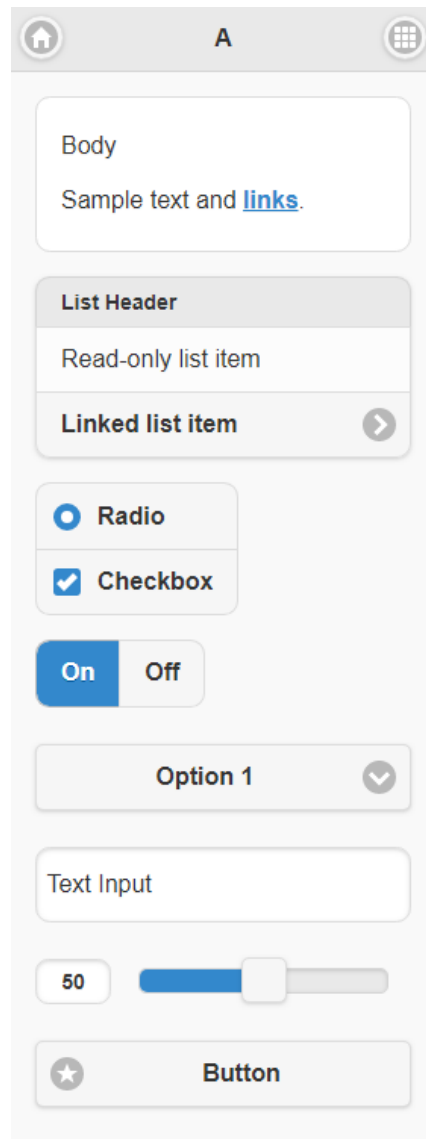 A
Body
Sample text and links.
List Header
Read-only list item
Linked list item
Radio
Checkbox
On Off
Option 1
Text Input
50
Button